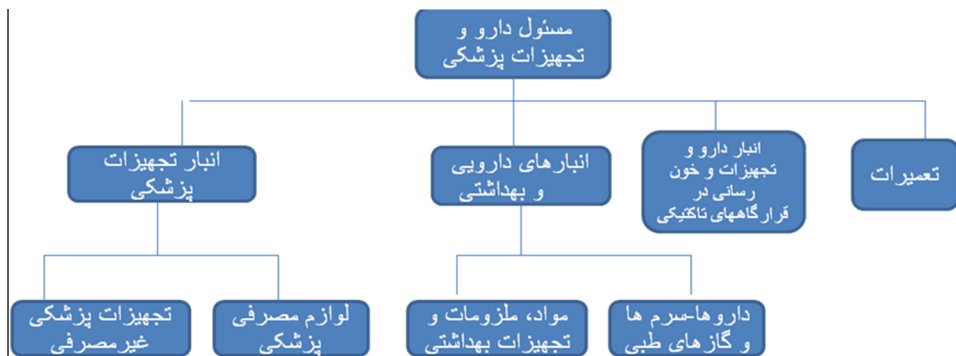 مسئول دارو و
تجهیزات پزشکی
تعمیرات
انبار دارو و
تجهیزات و خون
رسانی در
قرارگاههای تاکتیکی
انبارهای دارویی
و بهداشتی
انبار تجهیزات
پزشکی
داروها-سرم ها
و گازهای طبی
مواد، ملزومات و
تجهیزات بهداشتی
لوازم مصرفی
پزشکی
تجهیزات پزشکی
غیرمصرفی